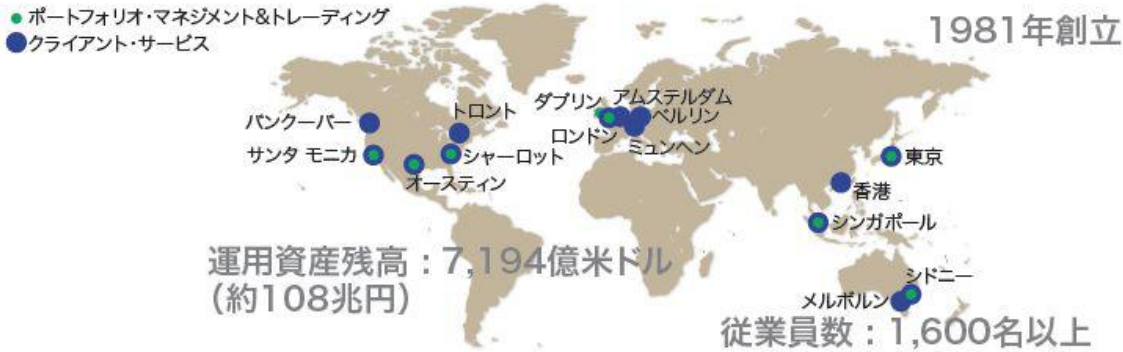 ポートフォリオ・マネジメント&トレーディング
クライアント・サービス
1981年創立
ダブリン
アムステルダム
ベルリン
ロンドン
ミュンヘン
バンクーバー
トロント
サンタ モニカ
シャーロット
オースティン
東京
香港
シンガポール
シドニー
メルボルン
運用資産残高：7,194億米ドル
（約108兆円）
従業員数：1,600名以上